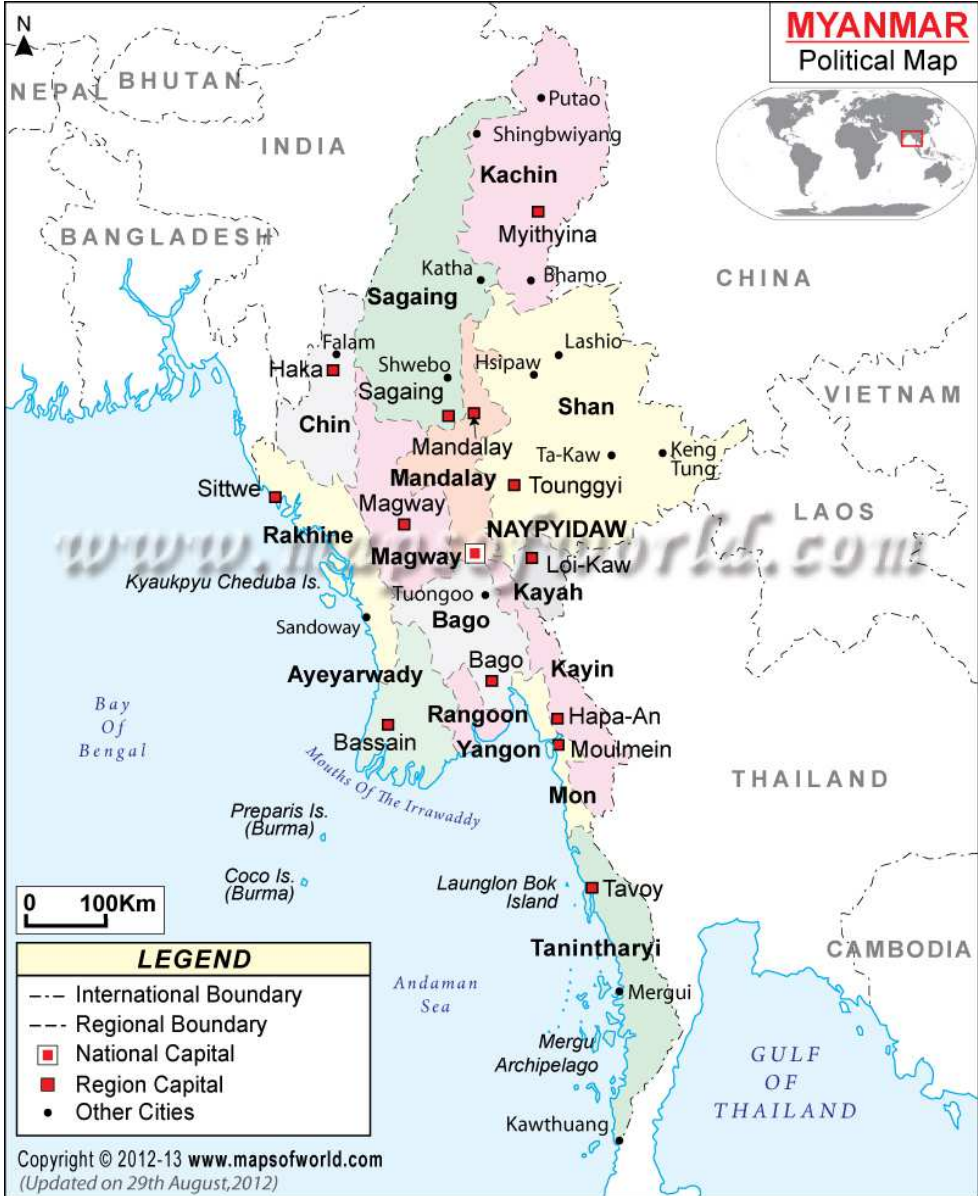 N
MYANMAR
Political Map
NEPAL
BHUTAN
INDIA
BANGLADESH
CHINA
VIETNAM
LAOS
THAILAND
CAMBODIA
Putao
Shingbwiyang
Kachin
Myithyina
Katha
Bhamo
Sagaing
Falam
Haka
Shwebo
Sagaing
Hsipaw
Lashio
Chin
Shan
Mandalay
Mandalay
Ta-Kaw
Keng
Tung
Sittwe
Magway
Tounggyi
Rakhine
NAYPYIDAW
www.mapsofworld.com
Magway
Loi-Kaw
Kyaukpyu Cheduba Is.
Tuongoo
Kayah
Bago
Sandoway
Ayeyarwady
Bago
Kayin
Rangoon
Hapa-An
Bassain
Yangon
Moulmein
Bay
Of
Bengal
Mouths Of The Irrawaddy
Mon
Preparis Is.
(Burma)
Coco Is.
(Burma)
Launglon Bok
Island
Tavoy
Tanintharyi
Andaman
Sea
Mergui
Mergu
Archipelago
GULF
OF
THAILAND
Kawthuang
0 100Km
LEGEND
International Boundary
Regional Boundary
National Capital
Region Capital
Other Cities
Copyright © 2012-13 www.mapsofworld.com
(Updated on 29th August,2012)